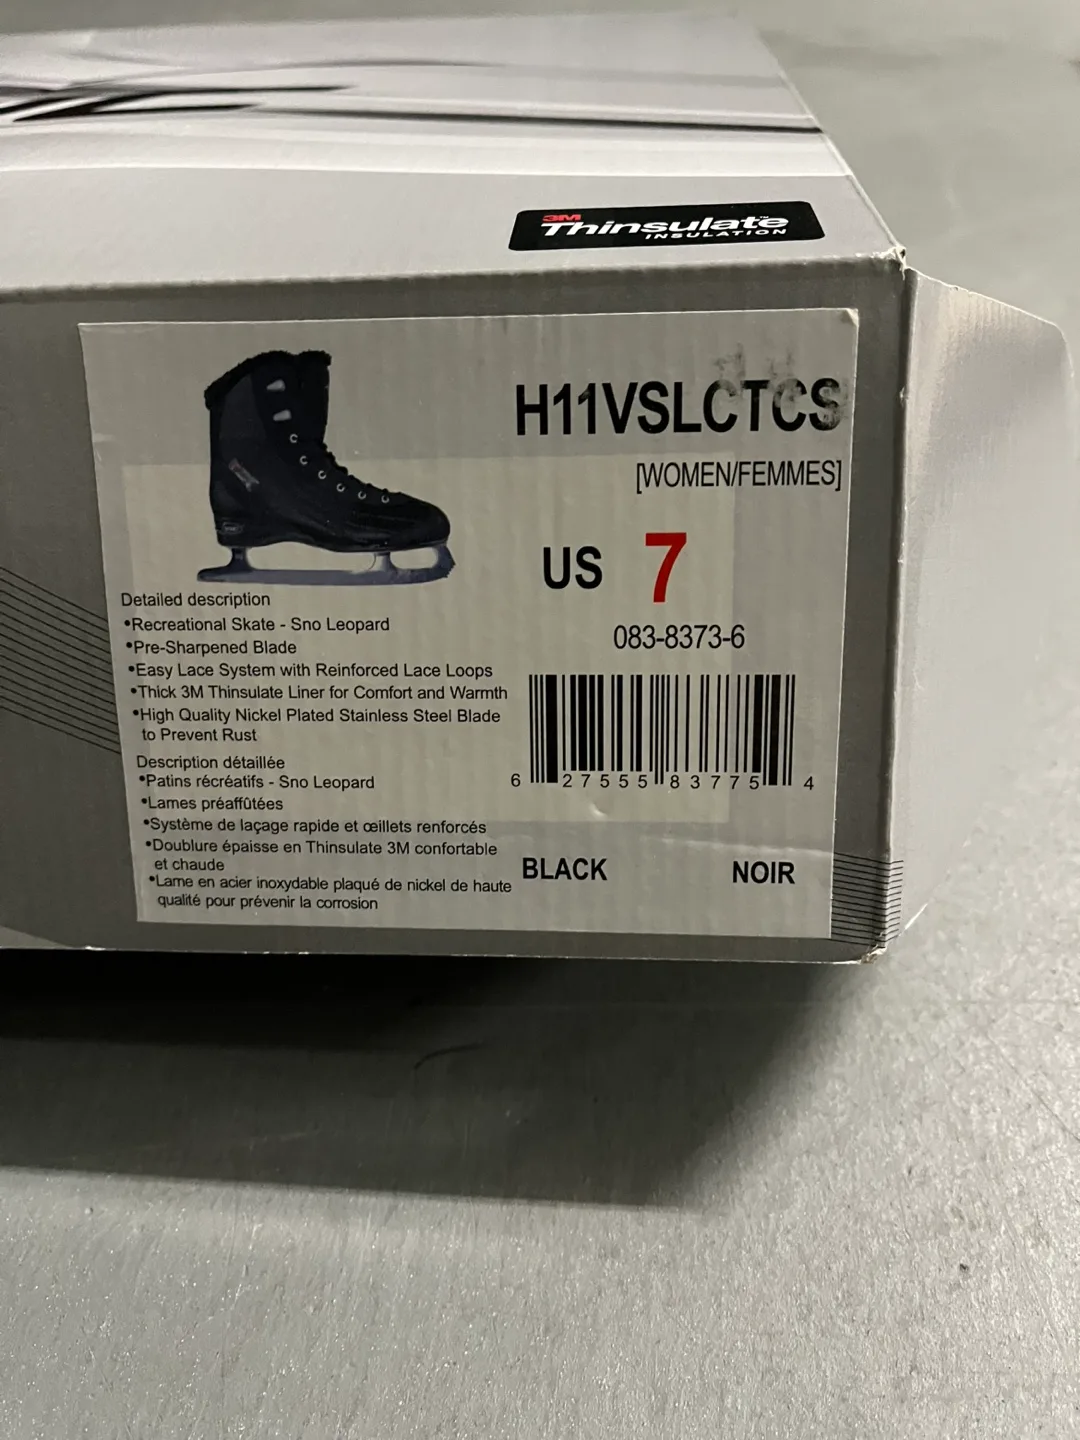 3M
Thinsulate™
INSULATION
H11VSLCTCS
[WOMEN/FEMMES]
US 7
083-8373-6
6 27555 83775 4
BLACK NOIR
Detailed description
•Recreational Skate - Sno Leopard
•Pre-Sharpened Blade
•Easy Lace System with Reinforced Lace Loops
•Thick 3M Thinsulate Liner for Comfort and Warmth
•High Quality Nickel Plated Stainless Steel Blade
to Prevent Rust
Description détaillée
•Patins récréatifs - Sno Leopard
•Lames préaffûtées
•Système de laçage rapide et œillets renforcés
•Doublure épaisse en Thinsulate 3M confortable
et chaude
•Lame en acier inoxydable plaqué de nickel de haute
qualité pour prévenir la corrosion